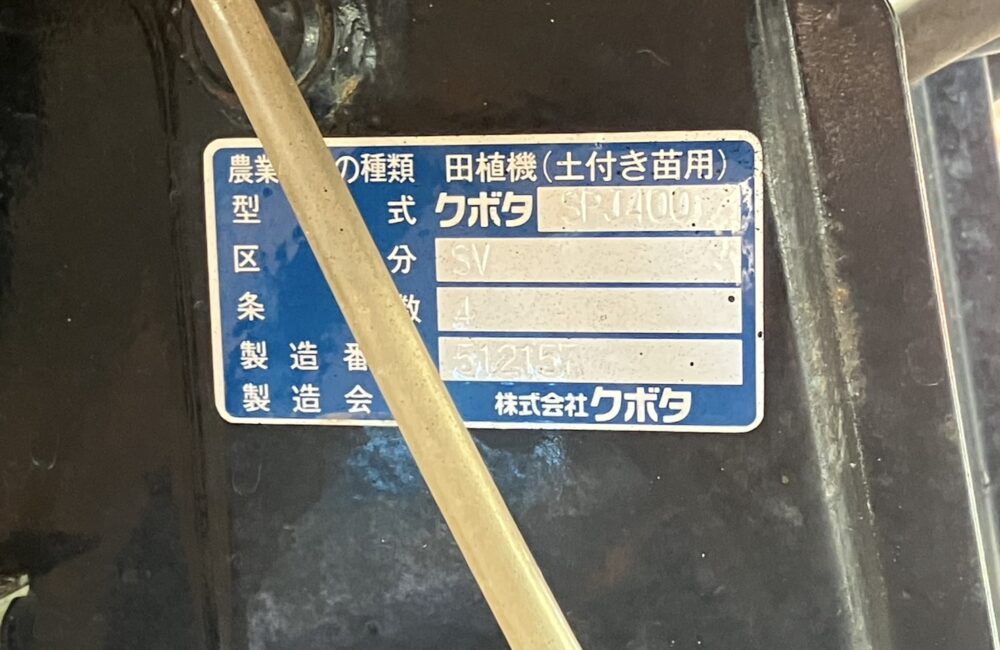 農業 の種類 田植機(土付き苗用)
型 式 クボタ SPJ400
区 分 SV
条 数 4
製 造 番 51215
製 造 会 株式会社クボタ